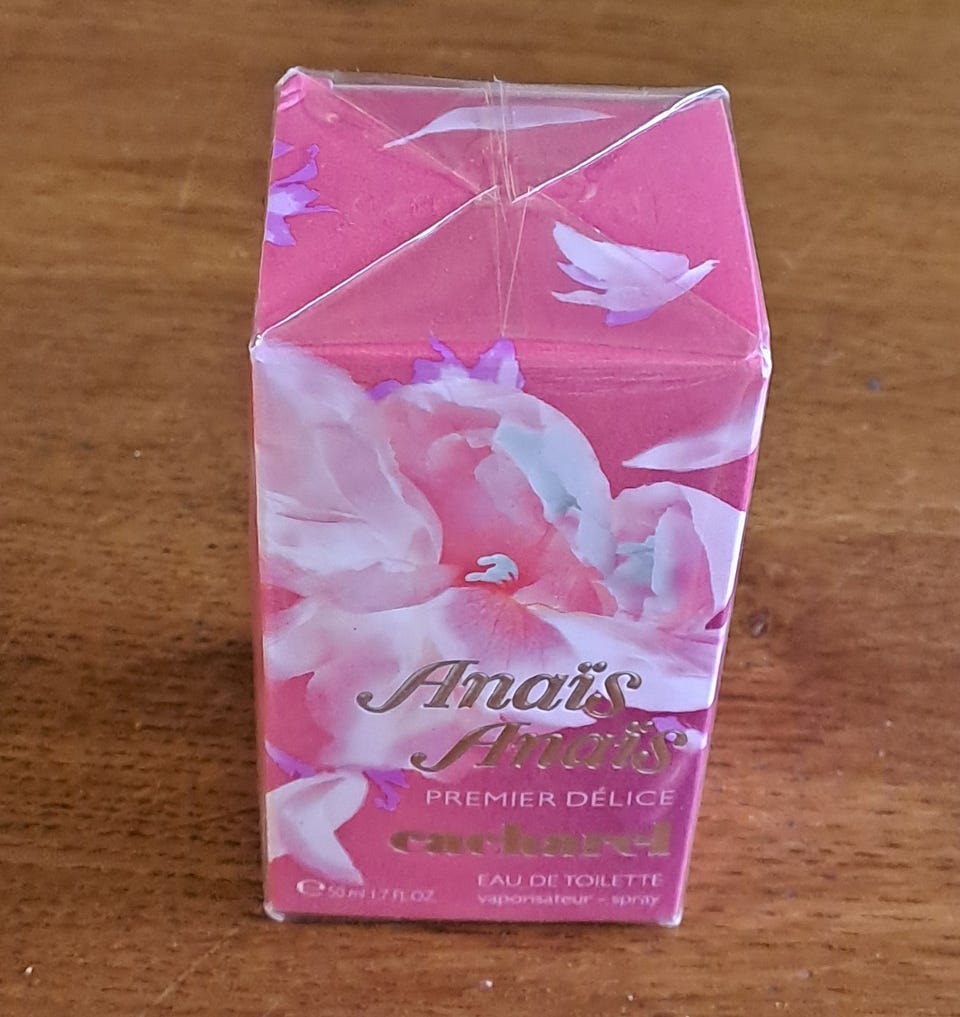 Anaïs
Anaïs
PREMIER DÉLICE
cacharel
EAU DE TOILETTE
e 50 ml 1.7 FL.OZ
vaporisateur - spray